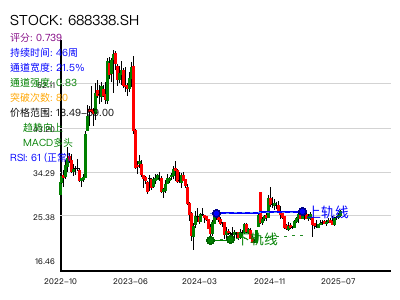 STOCK: 688338.SH
评分: 0.739
持续时间: 46周
通道宽度: 21.5%
通道强度: 0.83
突破次数: 80
价格范围: 18.49-59.00
趋势向上
MACD多头
RSI: 61 (正常)
34.29
25.38
16.46
上轨线
下轨线
2022-10
2023-06
2024-03
2024-11
2025-07